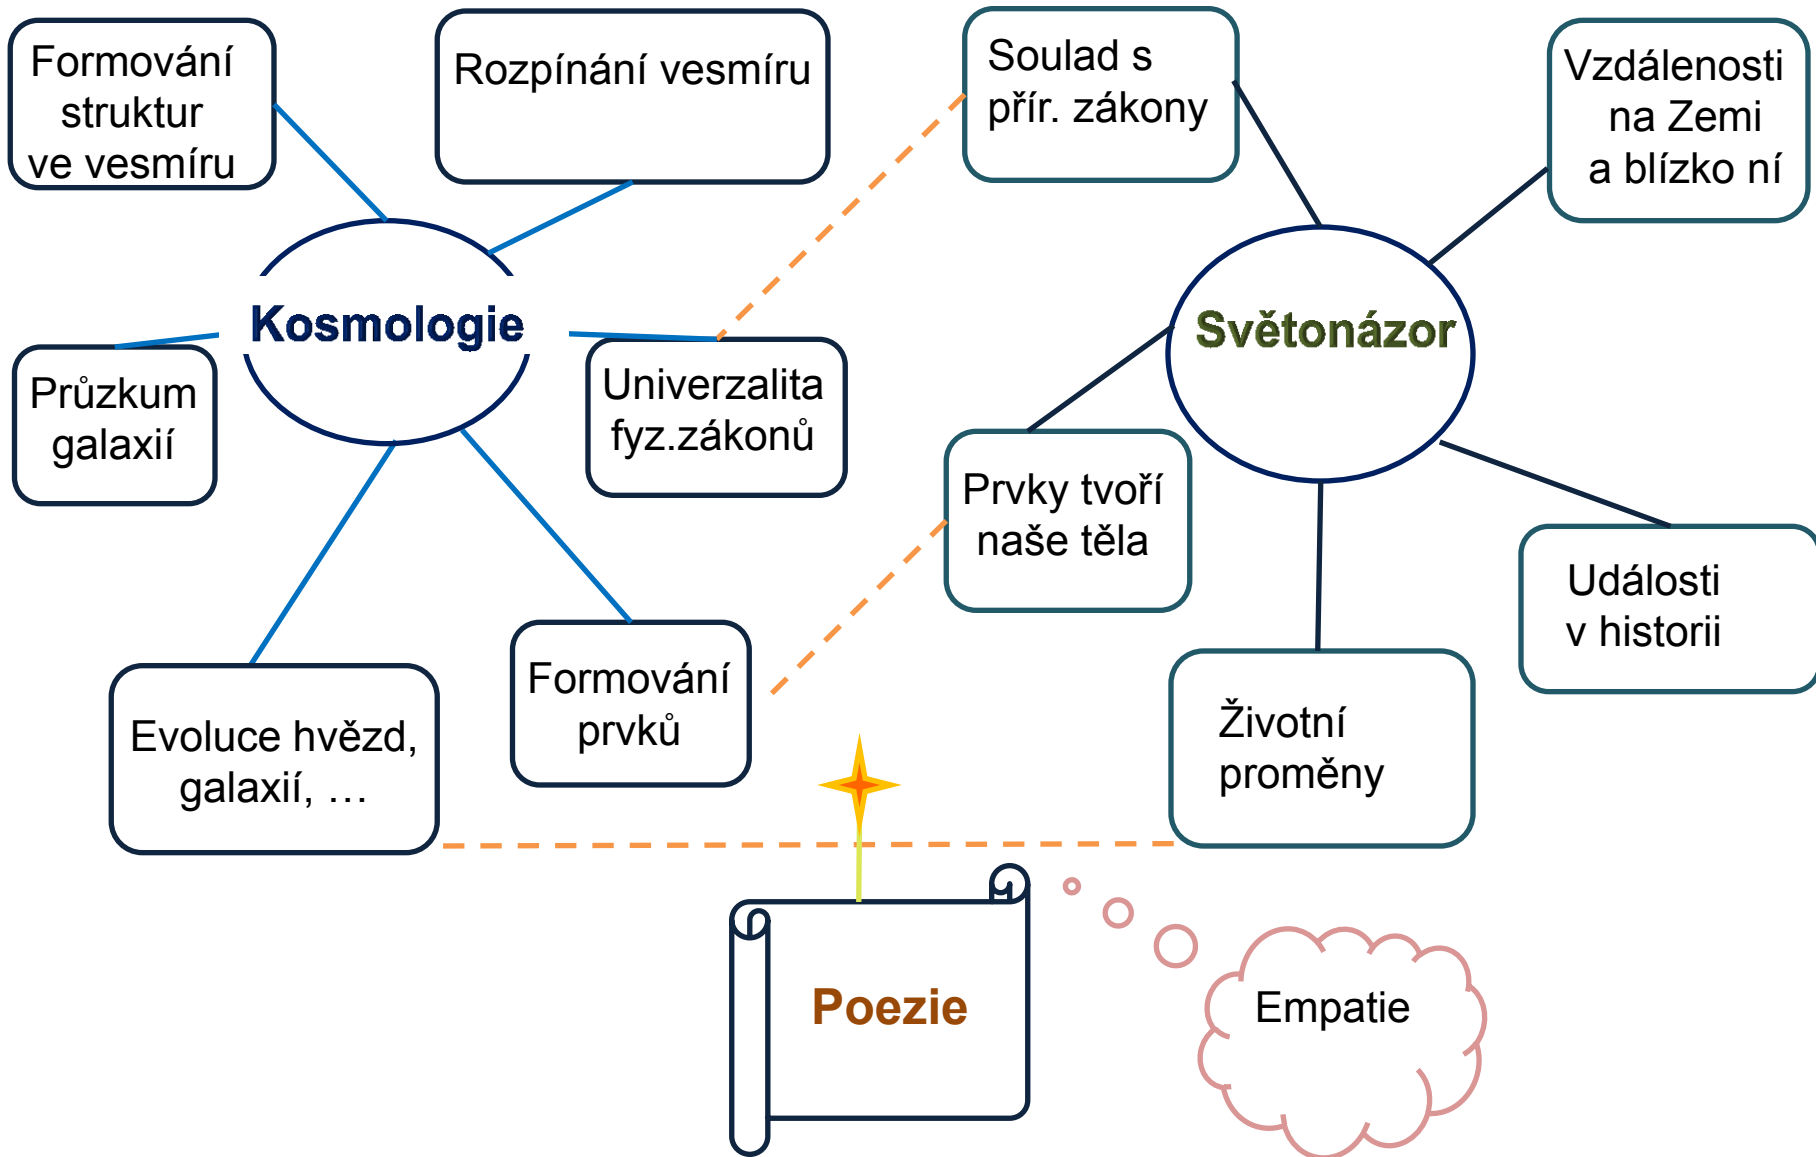 Formování
struktur
ve vesmíru
Rozpínání vesmíru
Soulad s
přír. zákony
Vzdálenosti
na Zemi
a blízko ní
Kosmologie
Světonázor
Průzkum
galaxií
Univerzalita
fyz.zákonů
Prvky tvoří
naše těla
Události
v historii
Evoluce hvězd,
galaxií, …
Formování
prvků
Životní
proměny
Poezie
Empatie